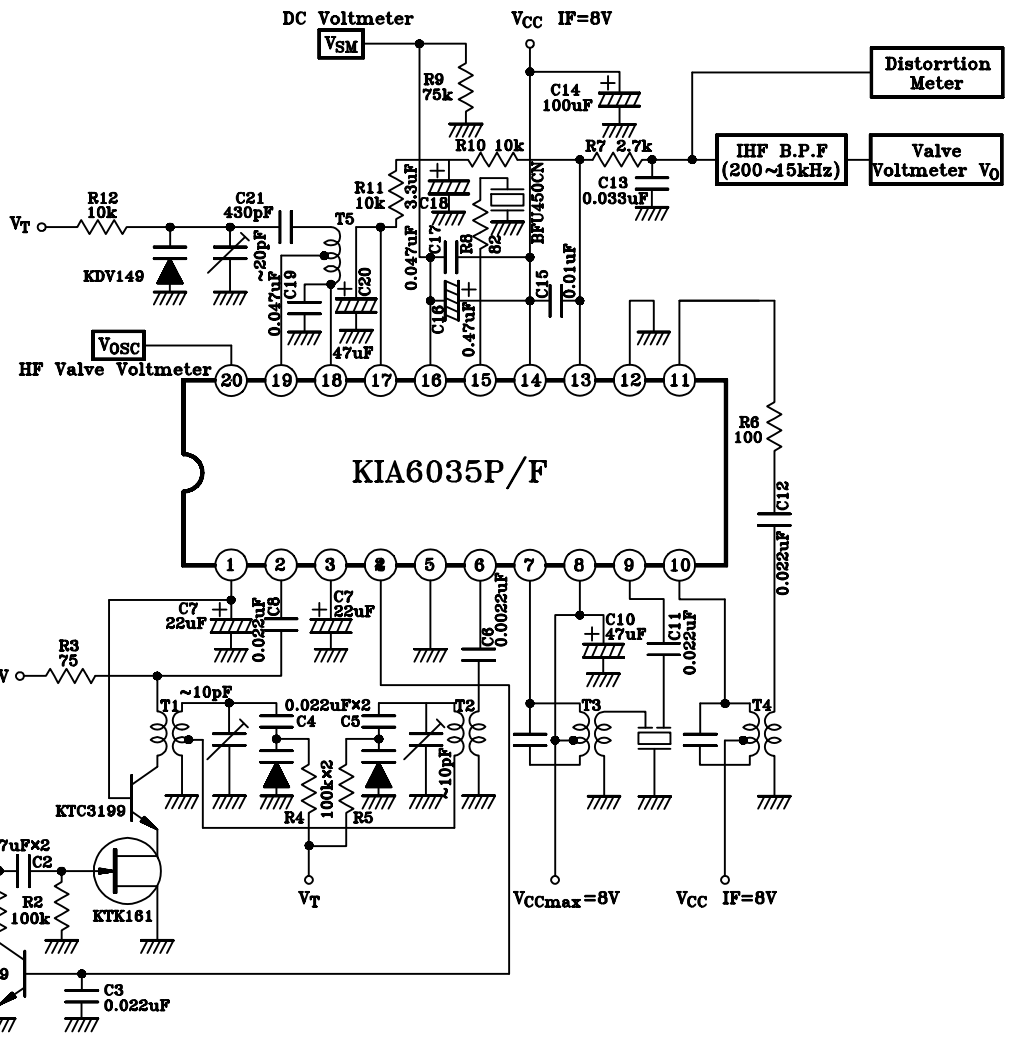 DC Voltmeter
VSM
VCC IF=8V
R9
75k
C14
100uF
Distorrtion
Meter
R10 10k
R7 2.7k
IHF B.P.F
(200~15kHz)
Valve
Voltmeter VO
R12
10k
C21
430pF
R11
10k
3.3uF
C18
BFU450CN
C13
0.033uF
VT
T5
~20pF
KDV149
0.047uF
C19
C20
47uF
0.047uF
C17
R8
82
C16
0.47uF
C15
0.01uF
VOSC
HF Valve Voltmeter
20
19
18
17
16
15
14
13
12
11
R6
100
KIA6035P/F
C12
0.022uF
1
2
3
5
6
7
8
9
10
C7
22uF
0.022uF
C8
C7
22uF
C6
0.0022uF
C10
47uF
C11
0.022uF
R3
75
V
~10pF
T1
0.022uF×2
C4
C5
T2
T3
T4
100k×2
~10pF
R4
R5
KTC3199
7uF×2
C2
R2
100k
KTK161
VT
VCCmax=8V
VCC IF=8V
9
C3
0.022uF